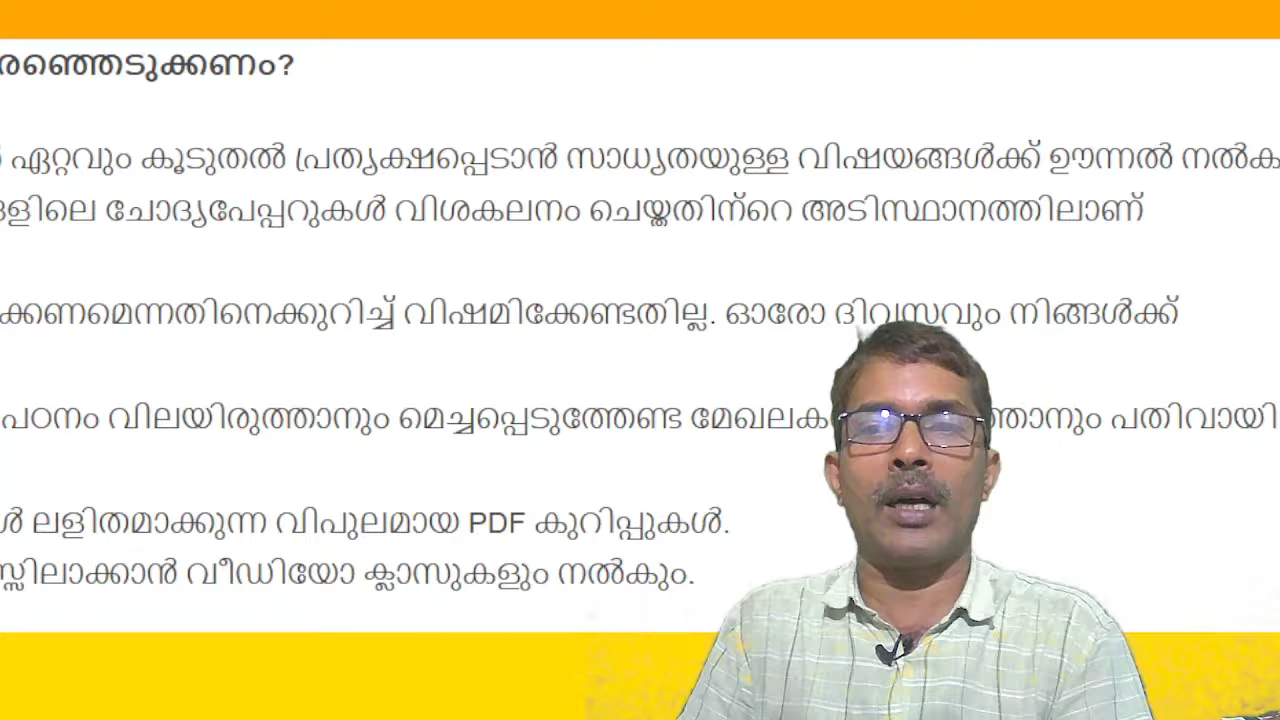 രഞ്ഞെടുക്കണം?
ഏറ്റവും കൂടുതൽ പ്രത്യക്ഷപ്പെടാൻ സാധ്യതയുള്ള വിഷയങ്ങൾക്ക് ഊന്നൽ നൽക
ളിലെ ചോദ്യപേപ്പറുകൾ വിശകലനം ചെയ്തതിന്റെ അടിസ്ഥാനത്തിലാണ്
ക്കണമെന്നതിനെക്കുറിച്ച് വിഷമിക്കേണ്ടതില്ല. ഓരോ ദിവസവും നിങ്ങൾക്ക്
പഠനം വിലയിരുത്താനും മെച്ചപ്പെടുത്തേണ്ട മേഖലക ത്താനും പതിവായി
ൾ ലളിതമാക്കുന്ന വിപുലമായ PDF കുറിപ്പുകൾ.
സ്സിലാക്കാൻ വീഡിയോ ക്ലാസുകളും നൽകും.